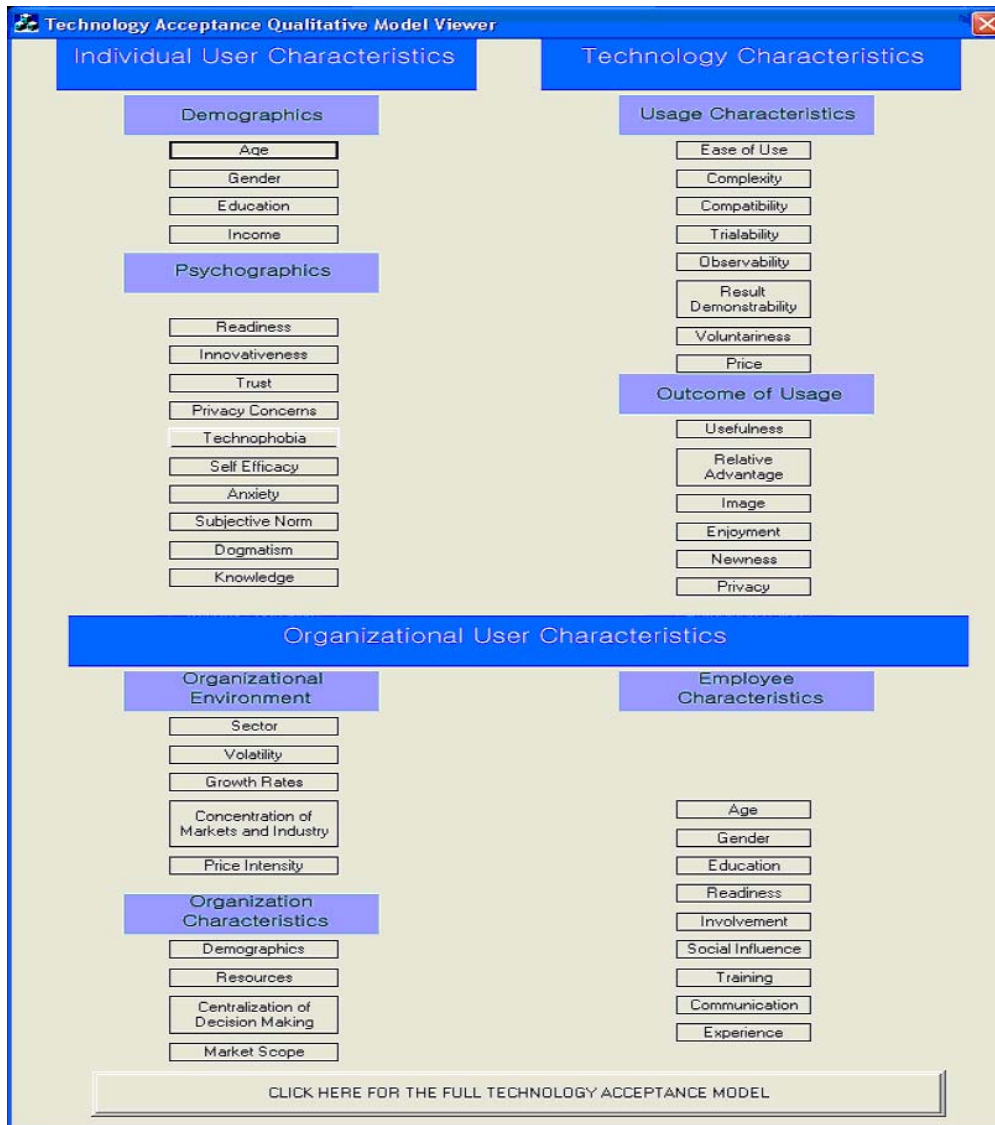 Technology Acceptance Qualitative Model Viewer
Individual User Characteristics
Demographics
Age
Gender
Education
Income
Psychographics
Readiness
Innovativeness
Trust
Privacy Concerns
Technophobia
Self Efficacy
Anxiety
Subjective Norm
Dogmatism
Knowledge
Technology Characteristics
Usage Characteristics
Ease of Use
Complexity
Compatibility
Trialability
Observability
Result
Demonstrability
Voluntariness
Price
Outcome of Usage
Usefulness
Relative
Advantage
Image
Enjoyment
Newness
Privacy
Organizational User Characteristics
Organizational
Environment
Sector
Volatility
Growth Rates
Concentration of
Markets and Industry
Price Intensity
Organization
Characteristics
Demographics
Resources
Centralization of
Decision Making
Market Scope
Employee
Characteristics
Age
Gender
Education
Readiness
Involvement
Social Influence
Training
Communication
Experience
CLICK HERE FOR THE FULL TECHNOLOGY ACCEPTANCE MODEL